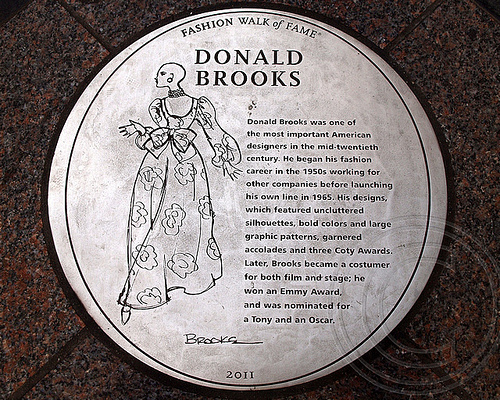 FASHION WALK of FAME®
DONALD
BROOKS
Donald Brooks was one of
the most important American
designers in the mid-twentieth
century. He began his fashion
career in the 1950s working for
other companies before launching
his own line in 1965. His designs,
which featured uncluttered
silhouettes, bold colors and large
graphic patterns, garnered
accolades and three Coty Awards.
Later, Brooks became a costumer
for both film and stage; he
won an Emmy Award,
and was nominated for
a Tony and an Oscar.
BROOKS
2011